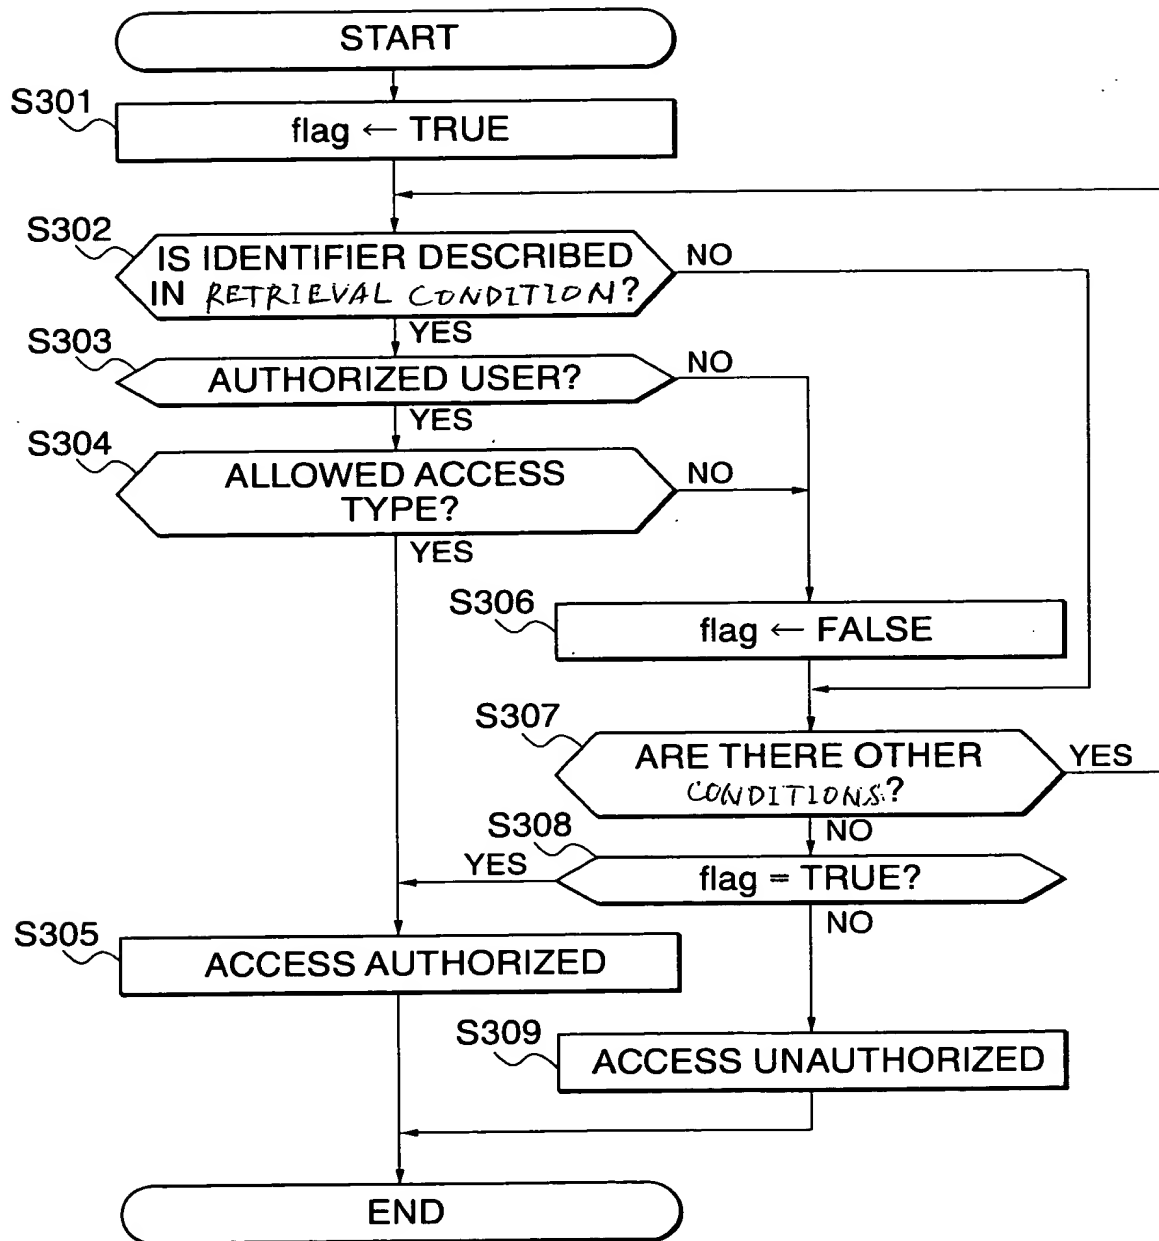 START
S301
flag ← TRUE
S302
IS IDENTIFIER DESCRIBED
IN RETRIEVAL CONDITION?
NO
YES
S303
AUTHORIZED USER?
NO
YES
S304
ALLOWED ACCESS
TYPE?
NO
YES
S306
flag ← FALSE
S307
ARE THERE OTHER
CONDITIONS?
YES
NO
S308
flag = TRUE?
YES
NO
S305
ACCESS AUTHORIZED
S309
ACCESS UNAUTHORIZED
END